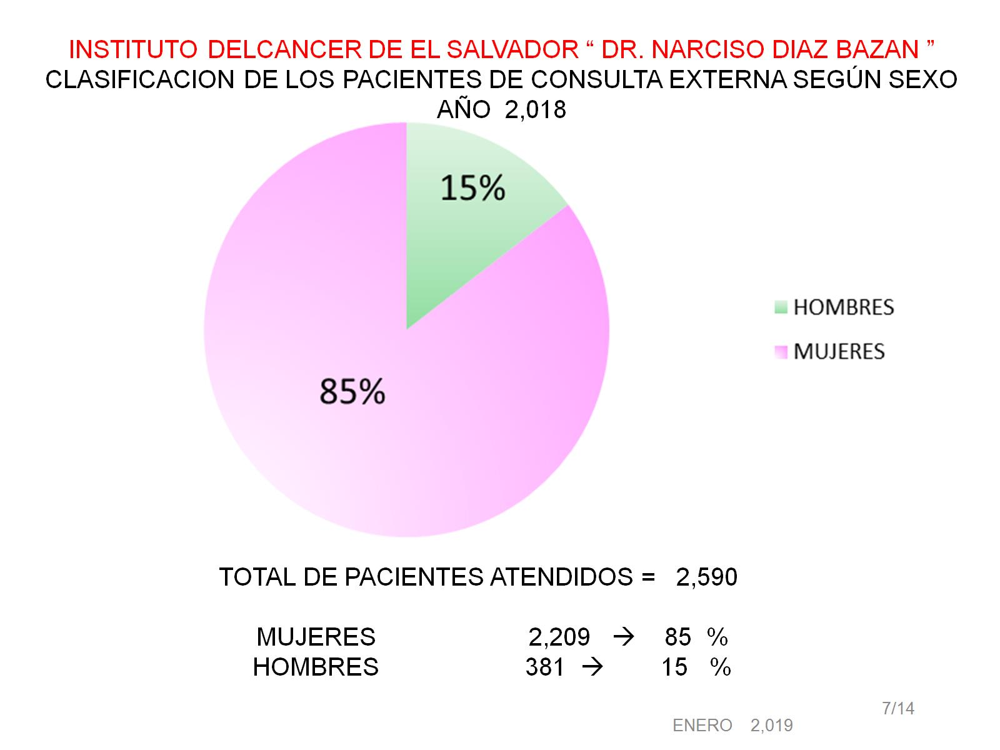 INSTITUTO DELCANCER DE EL SALVADOR “ DR. NARCISO DIAZ BAZAN ”
CLASIFICACION DE LOS PACIENTES DE CONSULTA EXTERNA SEGÚN SEXO
AÑO 2,018
15%
85%
HOMBRES
MUJERES
TOTAL DE PACIENTES ATENDIDOS = 2,590
MUJERES 2,209 → 85 %
HOMBRES 381 → 15 %
7/14
ENERO 2,019